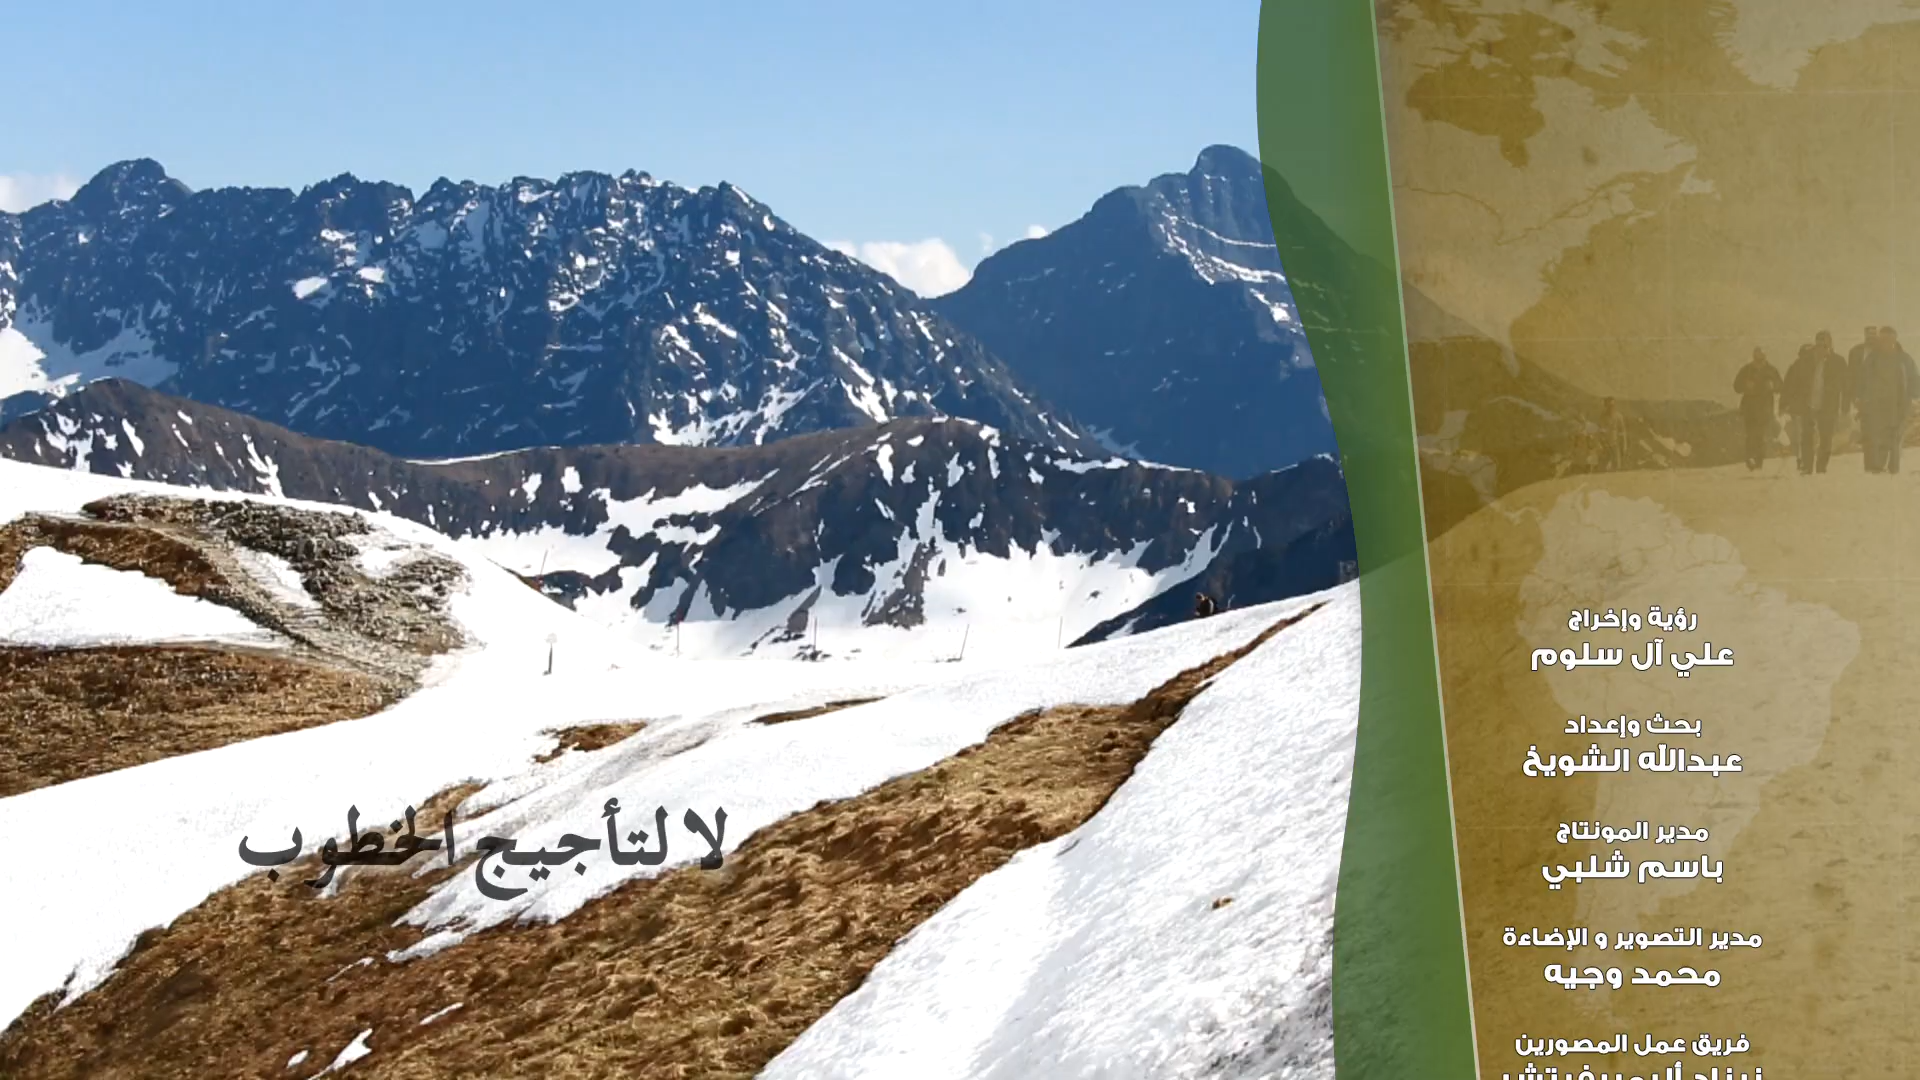 رؤية وإخراج
علي آل سلوم
بحث وإعداد
عبدالله الشويخ
مدير المونتاج
باسم شلبي
مدير التصوير و الإضاءة
محمد وجيه
فريق عمل المصورين
لا لتأجيج الخطوب